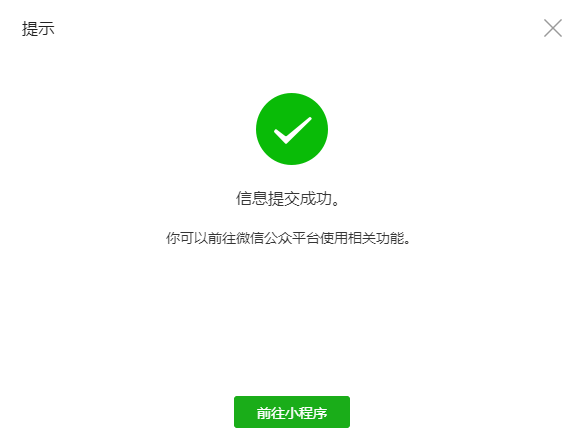 提示
信息提交成功。
你可以前往微信公众平台使用相关功能。
前往小程序